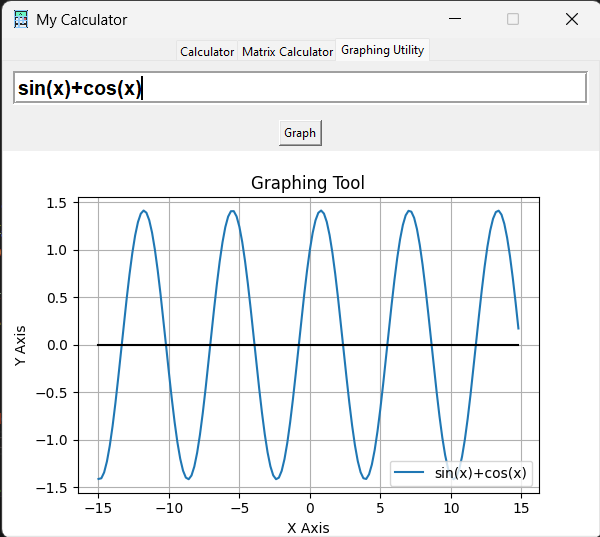 My Calculator
Calculator Matrix Calculator Graphing Utility
sin(x)+cos(x)
Graph
Graphing Tool
1.5
1.0
0.5
0.0
−0.5
−1.0
−1.5
Y Axis
−15 −10 −5 0 5 10 15
X Axis
sin(x)+cos(x)